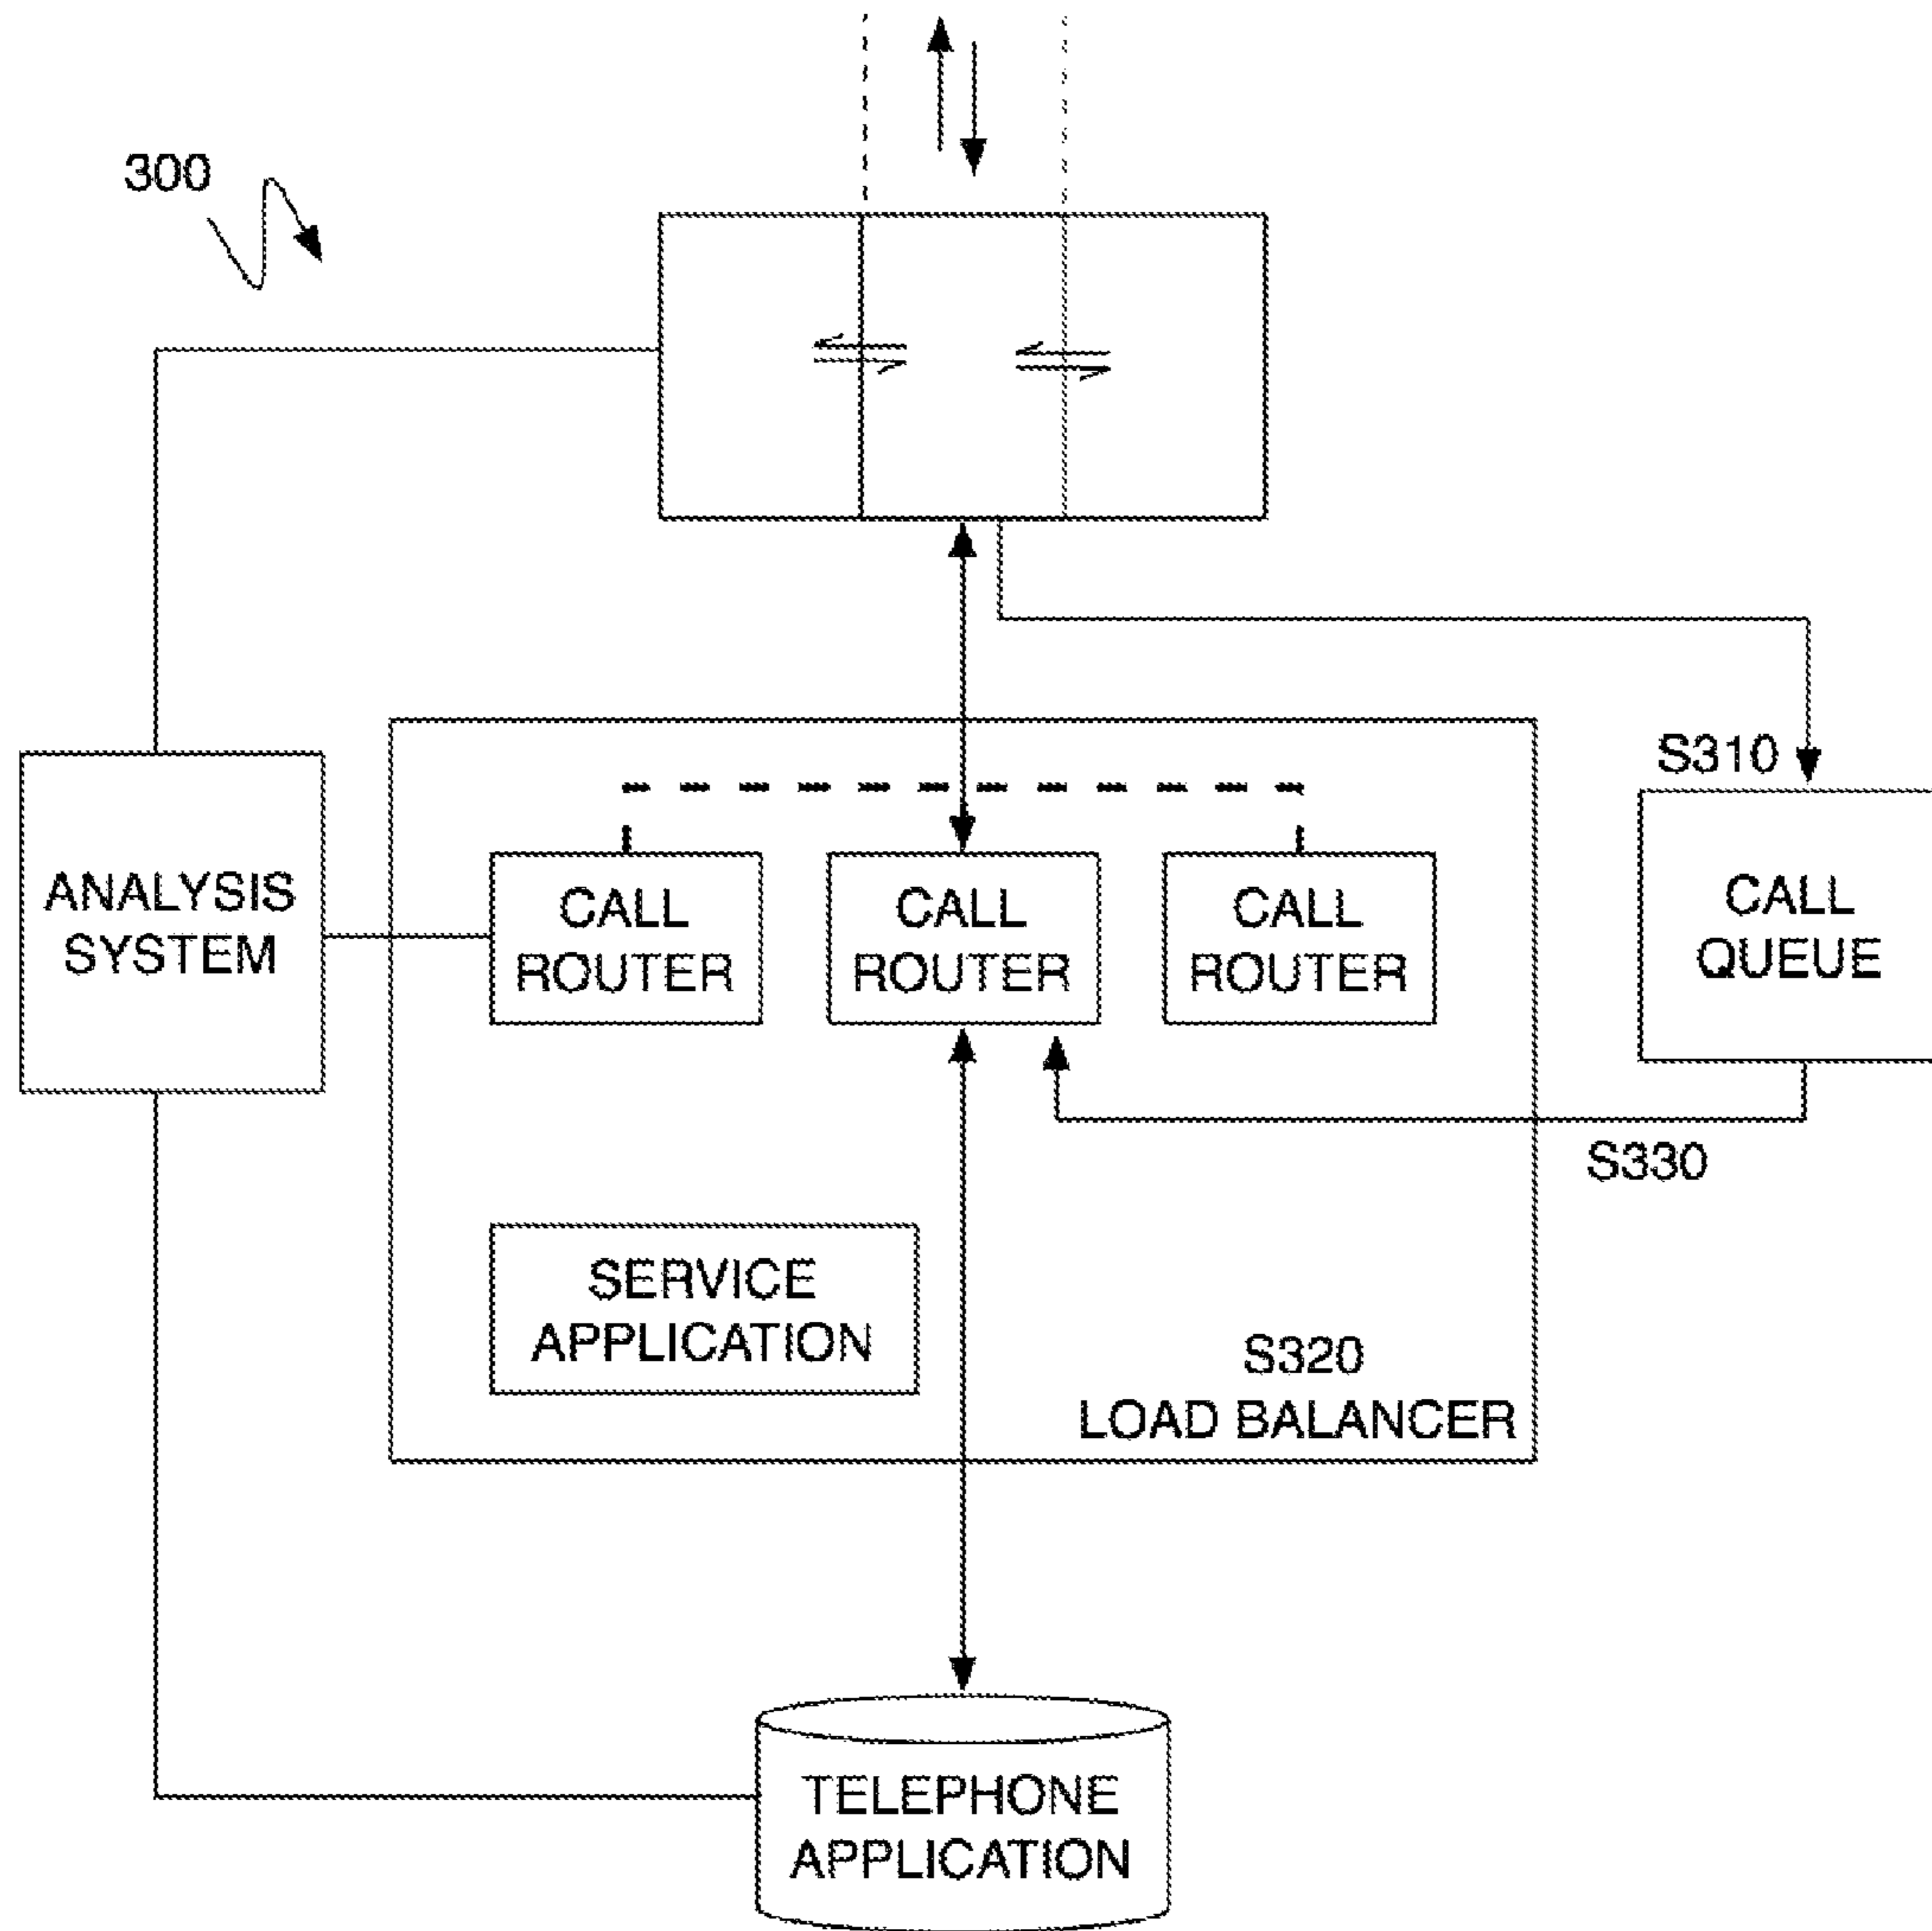 300
S310
ANALYSIS
SYSTEM
CALL
ROUTER
CALL
ROUTER
CALL
ROUTER
CALL
QUEUE
S330
SERVICE
APPLICATION
S320
LOAD BALANCER
TELEPHONE
APPLICATION